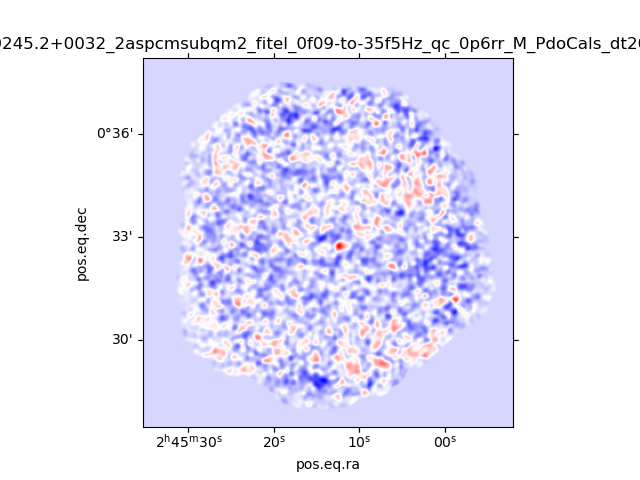 0245.2+0032_2aspcmsubqm2_fitel_0f09-to-35f5Hz_qc_0p6rr_M_PdoCals_dt20
0°36'
33'
30'
pos.eq.dec
2ʰ45ᵐ30ˢ 20ˢ 10ˢ 00ˢ
pos.eq.ra